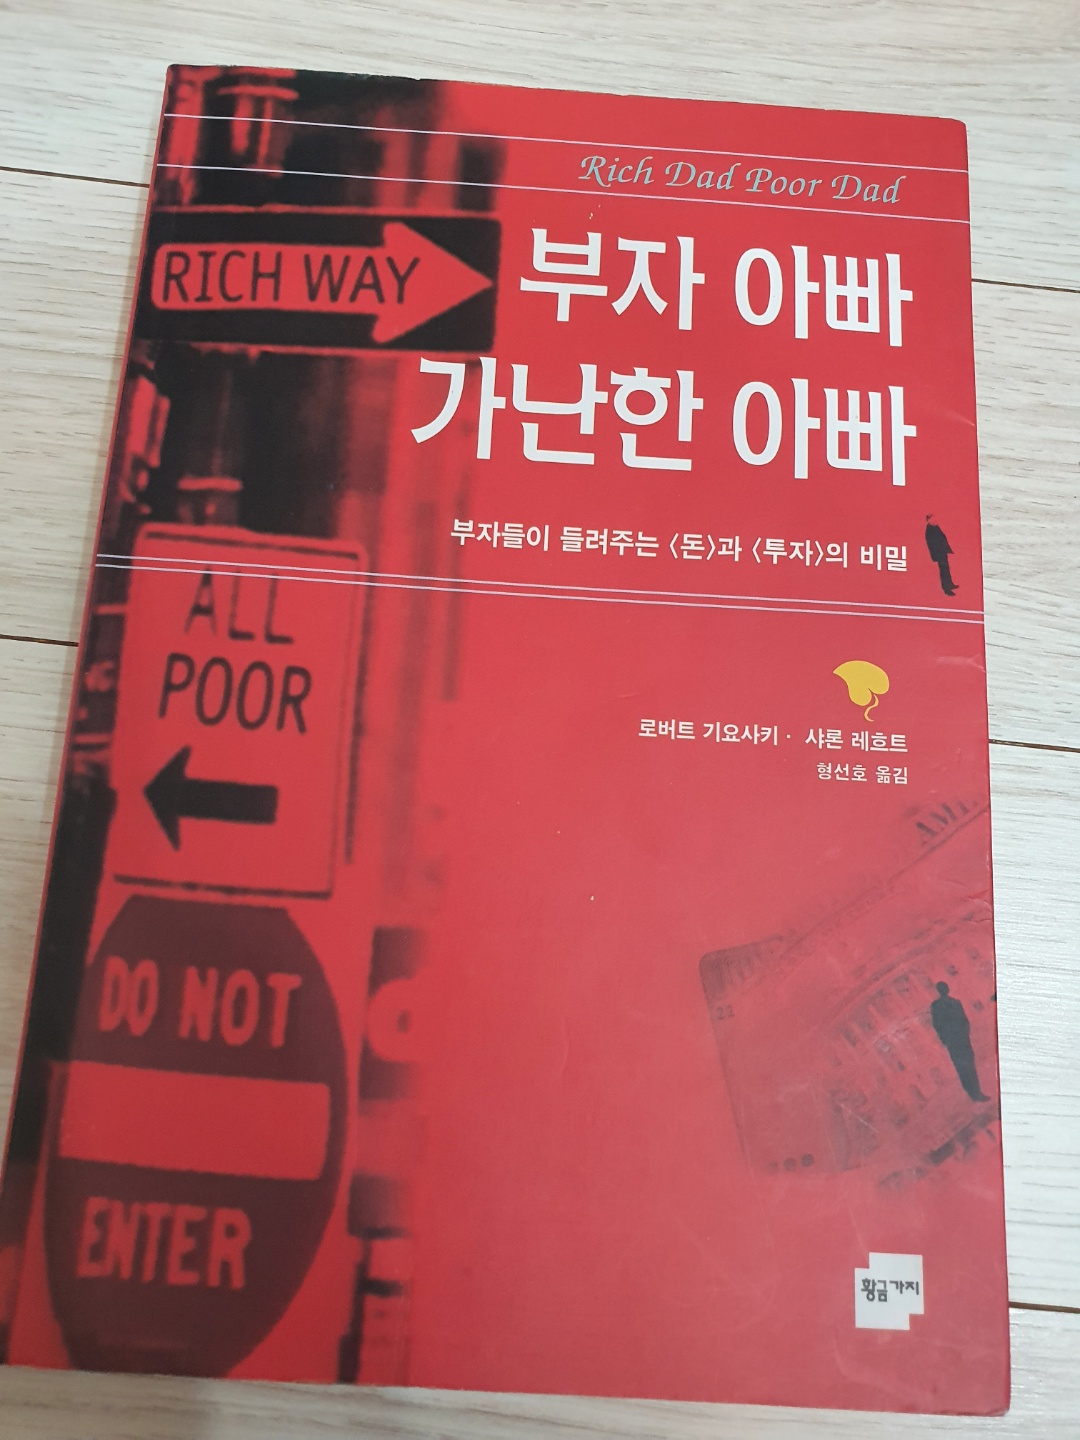 Rich Dad Poor Dad
RICH WAY
부자 아빠
가난한 아빠
부자들이 들려주는 〈돈〉과 〈투자〉의 비밀
ALL
POOR
로버트 기요사키 · 샤론 레흐트
형선호 옮김
DO NOT
ENTER
22
황금가지